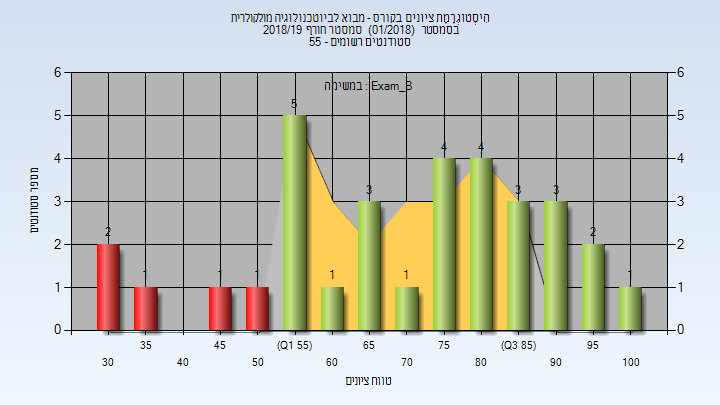 היסטוגרמת ציונים בקורס - מבוא לביוטכנולוגיה מולקולרית
בסמסטר (01/2018) סמסטר חורף 2018/19
סטודנטים רשומים - 55
במשימה : Exam_B
מספר סטודנטים
6 6
5 5
4 4
3 3
2 2
1 1
0 0
2 1 1 1 5 1 3 1 4 4 3 3 2 1
35 45 (Q1 55) 65 75 (Q3 85) 95
30 40 50 60 70 80 90 100
טווח ציונים